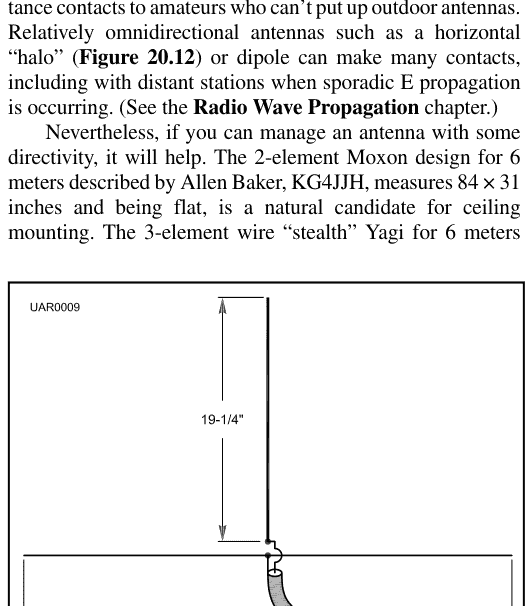 tance contacts to amateurs who can’t put up outdoor antennas.
Relatively omnidirectional antennas such as a horizontal
“halo” (Figure 20.12) or dipole can make many contacts,
including with distant stations when sporadic E propagation
is occurring. (See the Radio Wave Propagation chapter.)
Nevertheless, if you can manage an antenna with some
directivity, it will help. The 2-element Moxon design for 6
meters described by Allen Baker, KG4JJH, measures 84 × 31
inches and being flat, is a natural candidate for ceiling
mounting. The 3-element wire “stealth” Yagi for 6 meters
UAR0009
19-1/4"